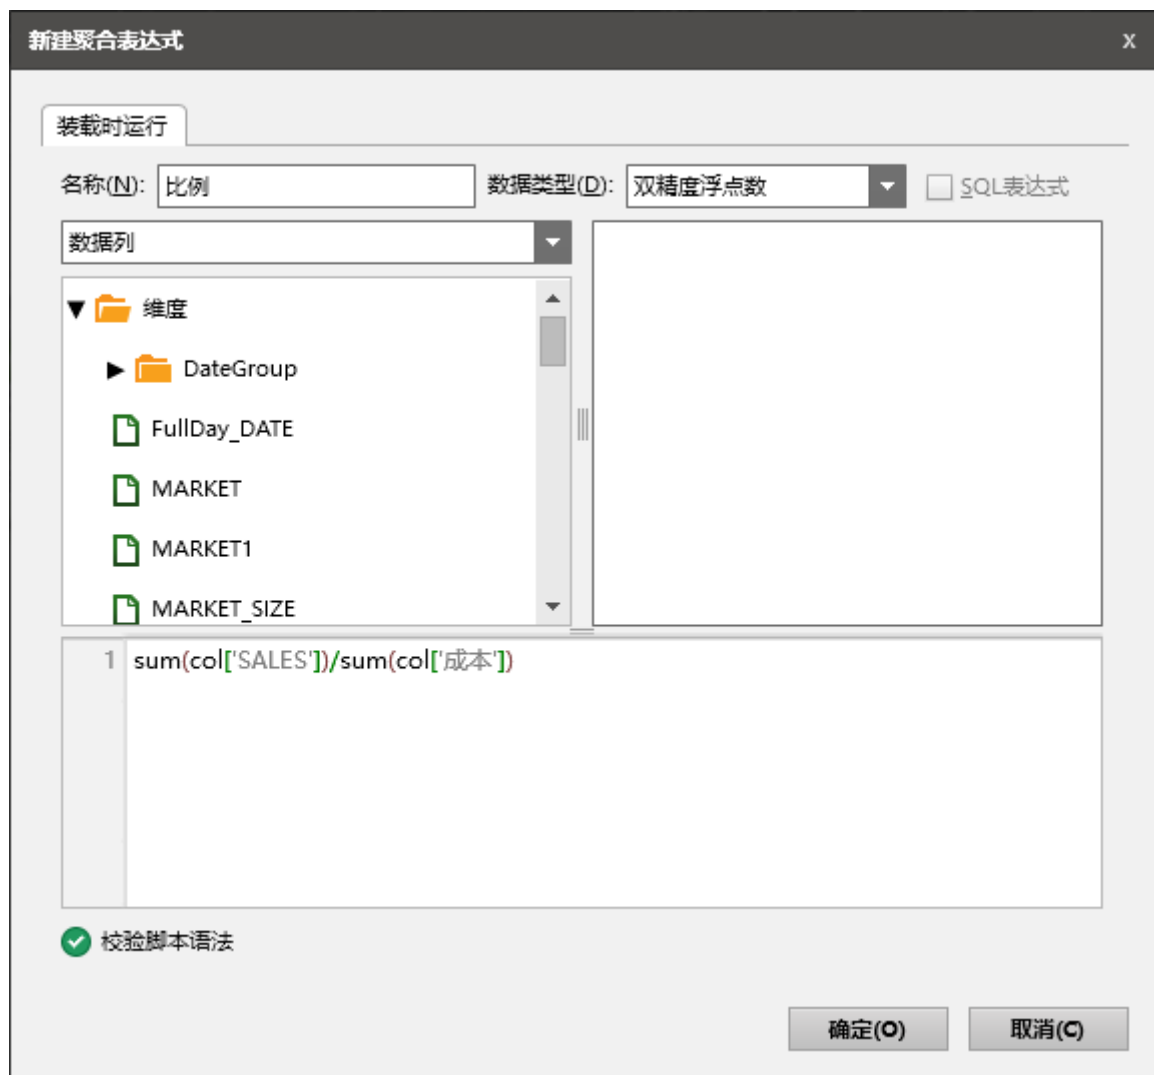 新建聚合表达式 x
装载时运行
名称(N): 比例 数据类型(D): 双精度浮点数 SQL表达式
数据列
维度
DateGroup
FullDay_DATE
MARKET
MARKET1
MARKET_SIZE
1 sum(col['SALES'])/sum(col['成本'])
校验脚本语法
确定(O) 取消(C)